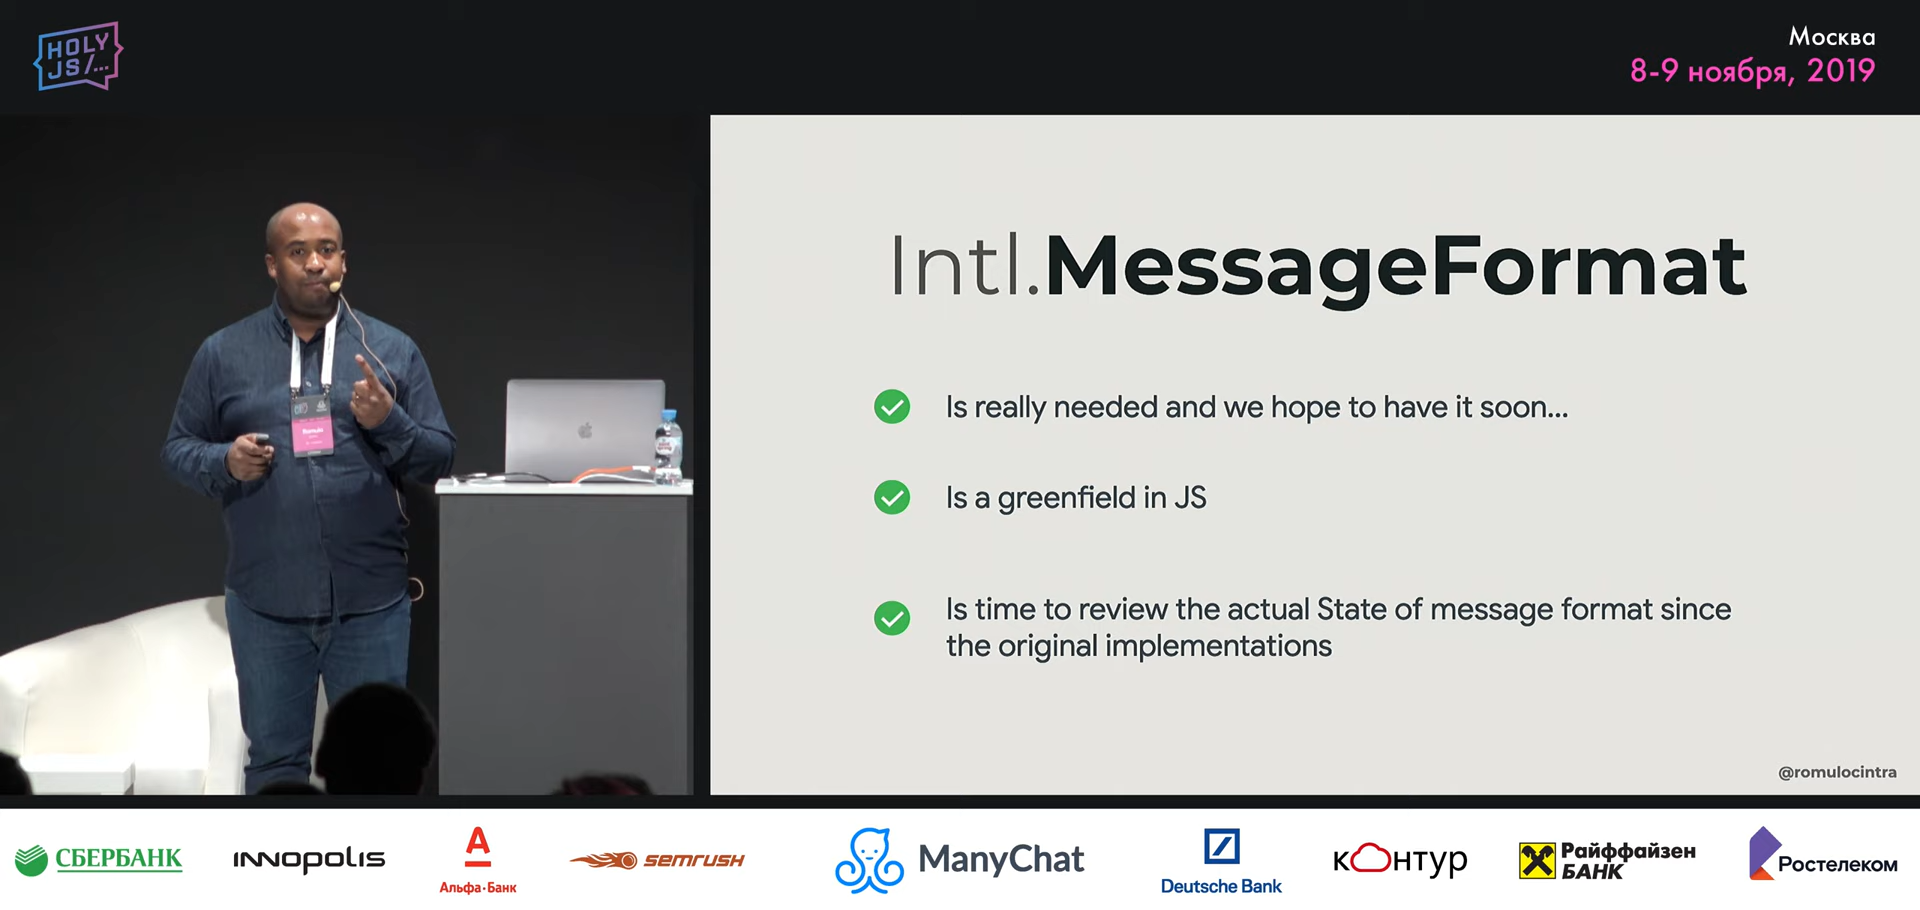 HOLY
JS/...
Москва
8-9 ноября, 2019
Intl.MessageFormat
Is really needed and we hope to have it soon...
Is a greenfield in JS
Is time to review the actual State of message format since
the original implementations
@romulocintra
Romulo
СБЕРБАНК
INNOPOLIS
Альфа·Банк
semrush
ManyChat
Deutsche Bank
контур
Райффайзен
БАНК
Ростелеком